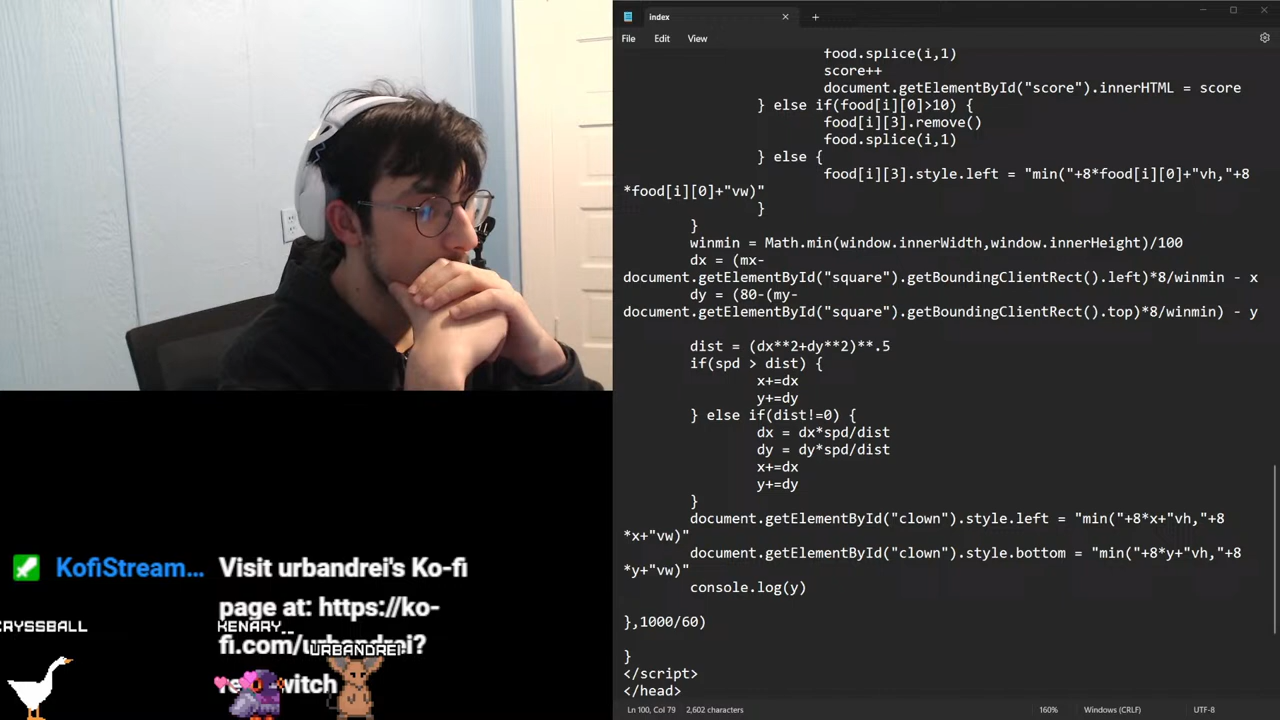 index
File Edit View
food.splice(i,1)
score++
document.getElementById("score").innerHTML = score
} else if(food[i][0]>10) {
food[i][3].remove()
food.splice(i,1)
} else {
food[i][3].style.left = "min("+8*food[i][0]+"vh,"+8
*food[i][0]+"vw)"
}
}
winmin = Math.min(window.innerWidth,window.innerHeight)/100
dx = (mx-
document.getElementById("square").getBoundingClientRect().left)*8/winmin - x
dy = (80-(my-
document.getElementById("square").getBoundingClientRect().top)*8/winmin) - y
dist = (dx**2+dy**2)**.5
if(spd > dist) {
x+=dx
y+=dy
} else if(dist!=0) {
dx = dx*spd/dist
dy = dy*spd/dist
x+=dx
y+=dy
}
document.getElementById("clown").style.left = "min("+8*x+"vh,"+8
*x+"vw)"
document.getElementById("clown").style.bottom = "min("+8*y+"vh,"+8
*y+"vw)"
console.log(y)
},1000/60)
}
</script>
</head>
Ln 100, Col 79 2,602 characters 160% Windows (CRLF) UTF-8
KofiStream... Visit urbandrei's Ko-fi
page at: https://ko-
fi.com/urbandrei?
CRYSSBALL KENARY_
URBANDREI